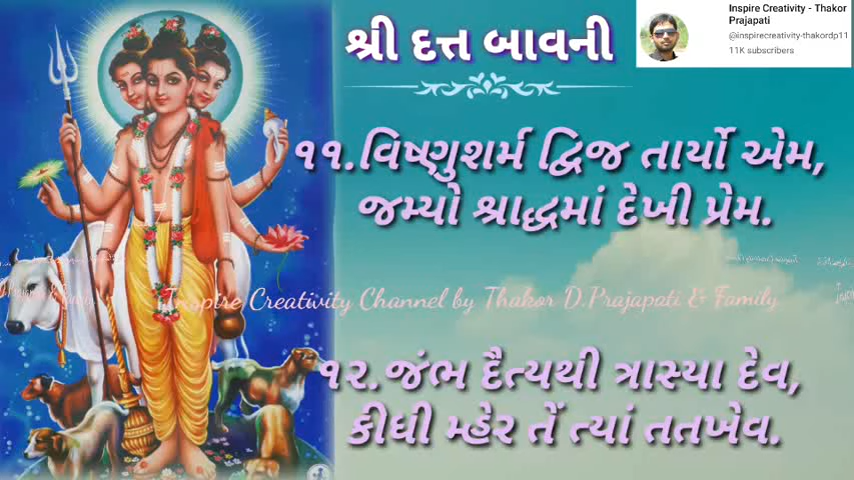 શ્રી દત્ત બાવની
Inspire Creativity - Thakor
Prajapati
@inspirecreativity-thakordp11
11K subscribers
૧૧.વિષ્ણુશર્મ દ્વિજ તાર્યો એમ,
જમ્યો શ્રાદ્ધમાં દેખી પ્રેમ.
Inspire Creativity Channel by Thakor D.Prajapati & Family
૧૨.જંભ દૈત્યથી ત્રાસ્યા દેવ,
કીધી મ્હેર તેં ત્યાં તતખેવ.